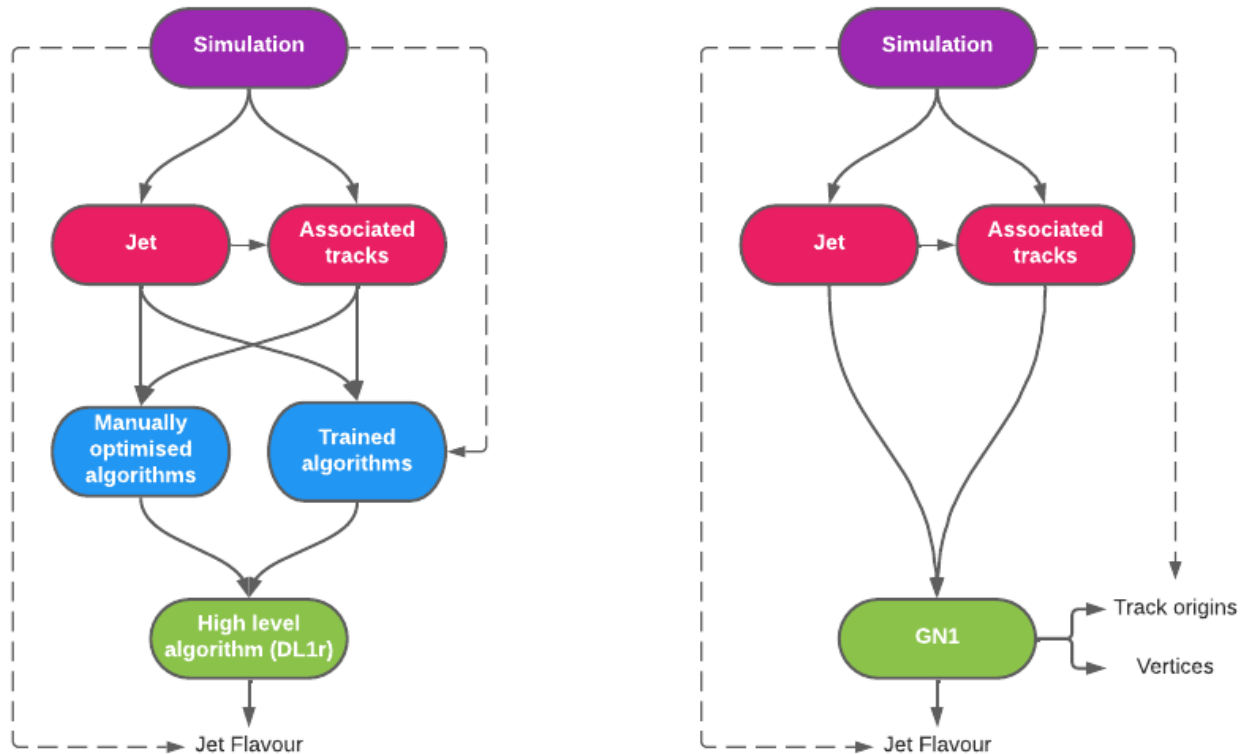 Simulation
Jet
Associated
tracks
Manually
optimised
algorithms
Trained
algorithms
High level
algorithm (DL1r)
Jet Flavour
Simulation
Jet
Associated
tracks
GN1
Track origins
Vertices
Jet Flavour